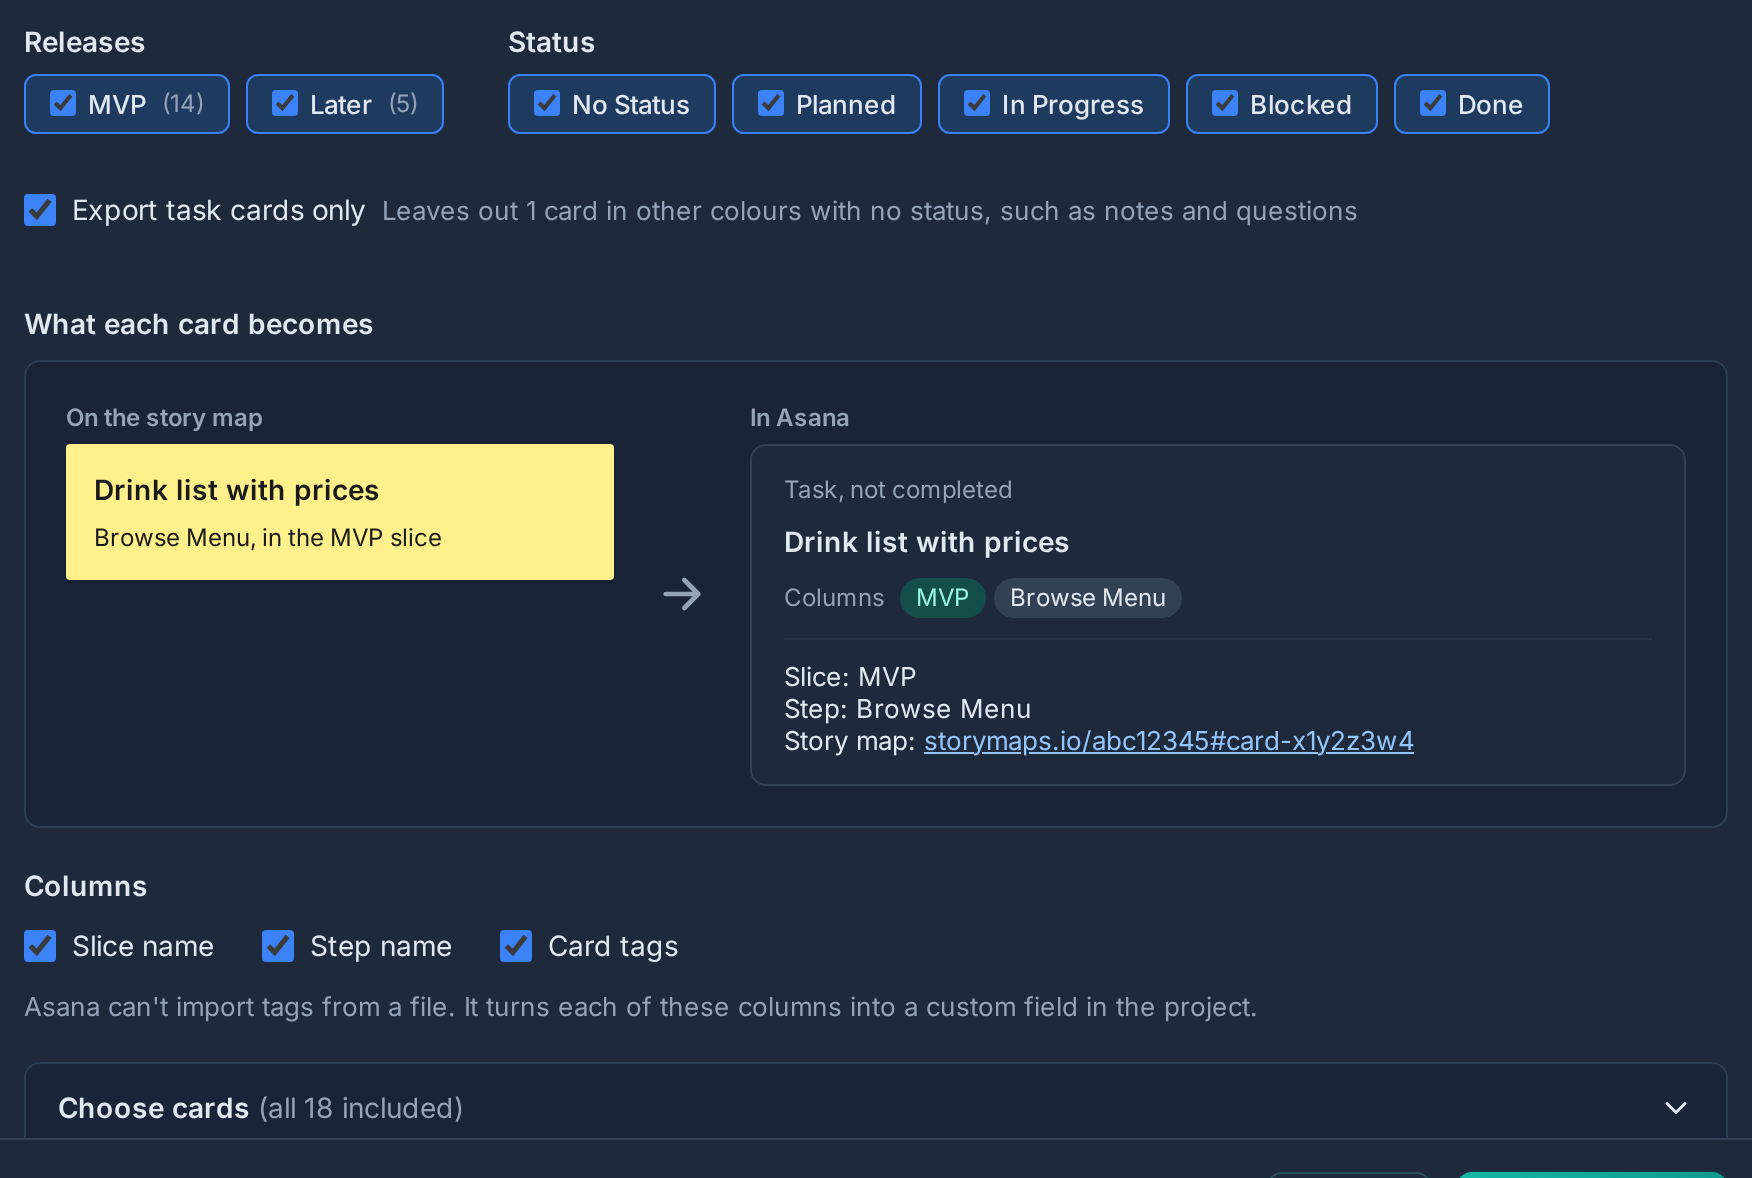 Releases
Status
MVP (14)
Later (5)
No Status
Planned
In Progress
Blocked
Done
Export task cards only Leaves out 1 card in other colours with no status, such as notes and questions
What each card becomes
On the story map
Drink list with prices
Browse Menu, in the MVP slice
In Asana
Task, not completed
Drink list with prices
Columns MVP Browse Menu
Slice: MVP
Step: Browse Menu
Story map: storymaps.io/abc12345#card-x1y2z3w4
Columns
Slice name
Step name
Card tags
Asana can't import tags from a file. It turns each of these columns into a custom field in the project.
Choose cards (all 18 included)